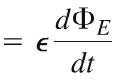 = ϵ dΦ_E/dt